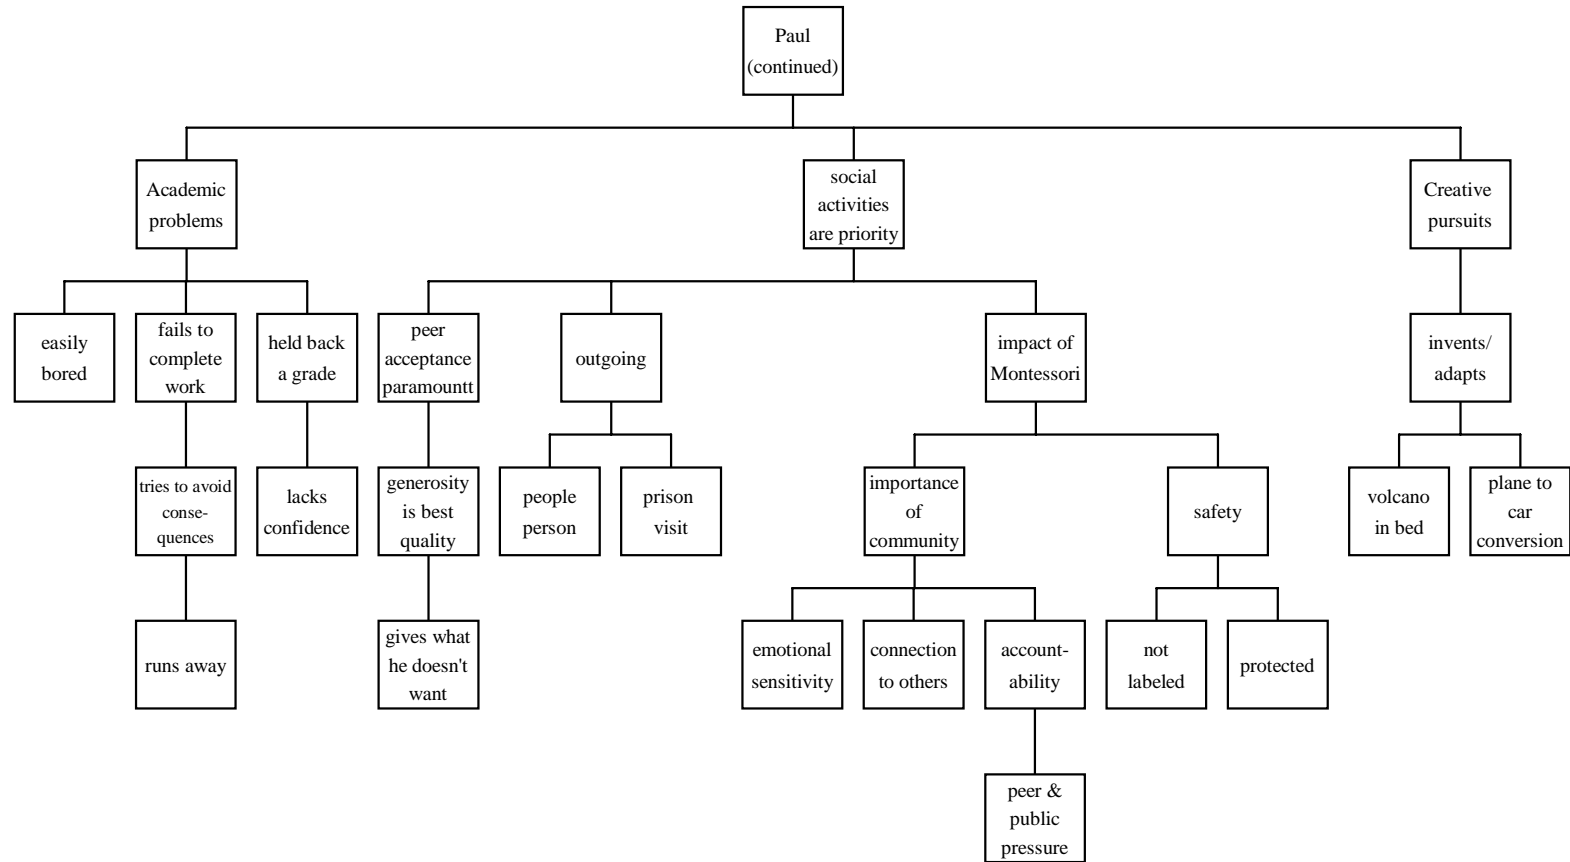 Paul
(continued)
Academic
problems
social
activities
are priority
Creative
pursuits
easily
bored
fails to
complete
work
held back
a grade
peer
acceptance
paramountt
outgoing
impact of
Montessori
invents/
adapts
tries to avoid
conse-
quences
lacks
confidence
generosity
is best
quality
people
person
prison
visit
importance
of
community
safety
volcano
in bed
plane to
car
conversion
runs away
gives what
he doesn't
want
emotional
sensitivity
connection
to others
account-
ability
not
labeled
protected
peer &
public
pressure